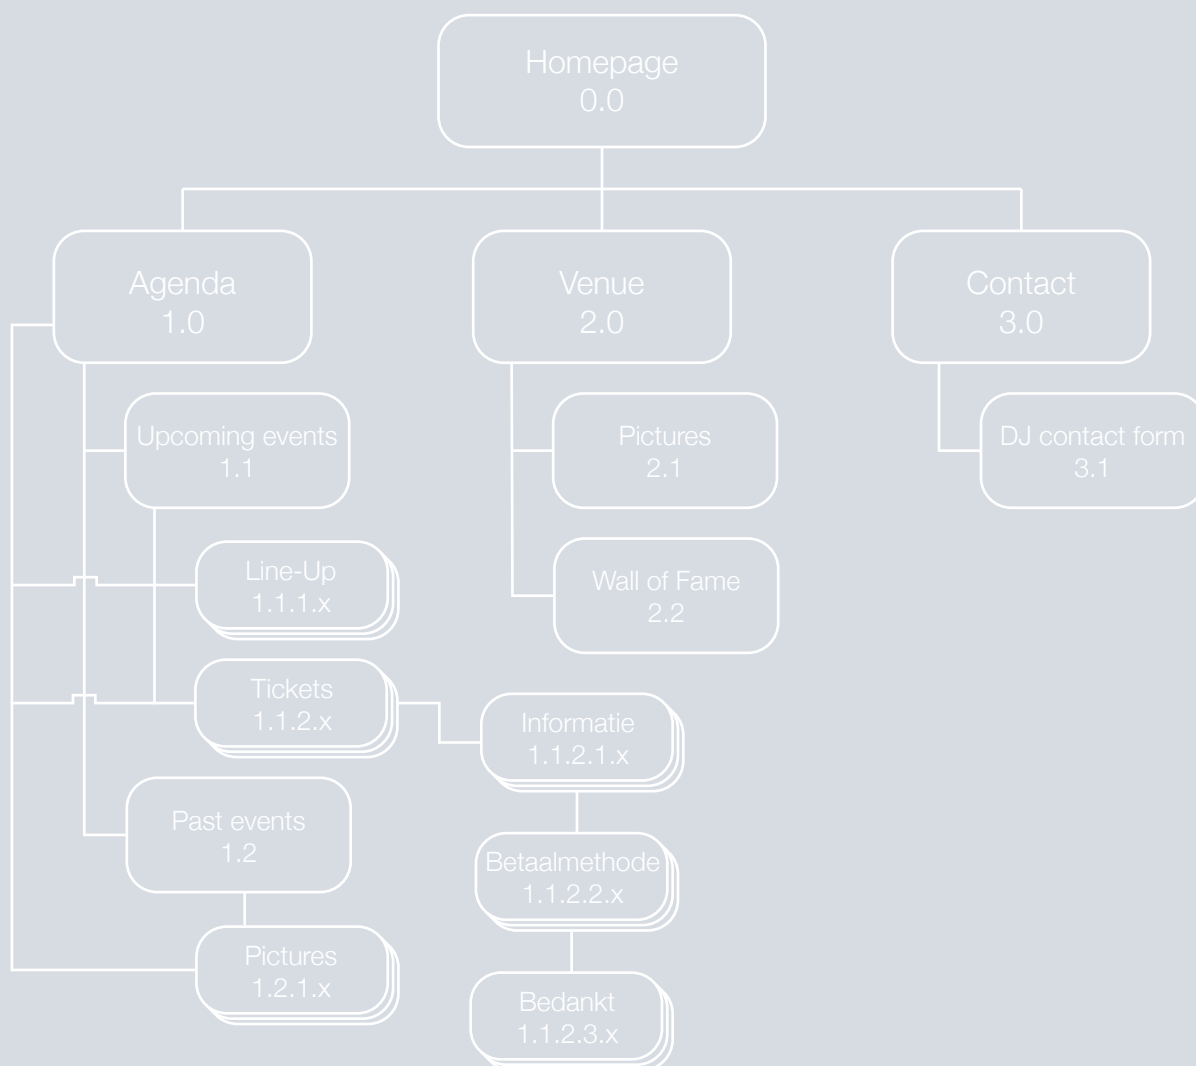 Homepage
0.0
Agenda
1.0
Venue
2.0
Contact
3.0
Upcoming events
1.1
Pictures
2.1
DJ contact form
3.1
Line-Up
1.1.1.x
Wall of Fame
2.2
Tickets
1.1.2.x
Informatie
1.1.2.1.x
Past events
1.2
Betaalmethode
1.1.2.2.x
Pictures
1.2.1.x
Bedankt
1.1.2.3.x